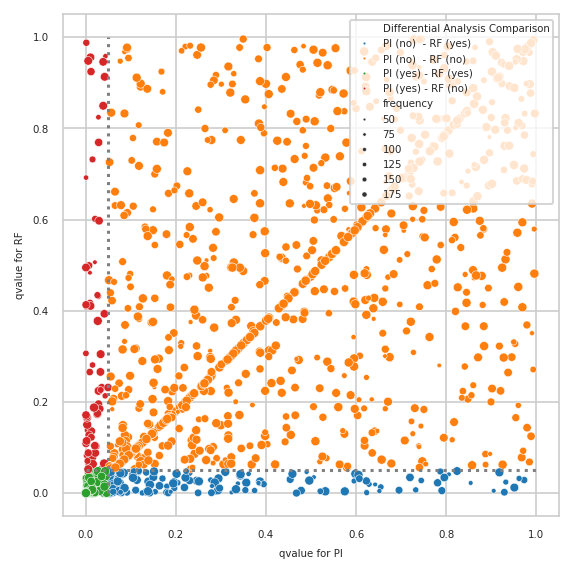 Differential Analysis Comparison
PI (no)  - RF (yes)
PI (no)  - RF (no)
PI (yes) - RF (yes)
PI (yes) - RF (no)
frequency
50
75
100
125
150
175
1.0
0.8
0.6
0.4
0.2
0.0
qvalue for RF
0.0 0.2 0.4 0.6 0.8 1.0
qvalue for PI